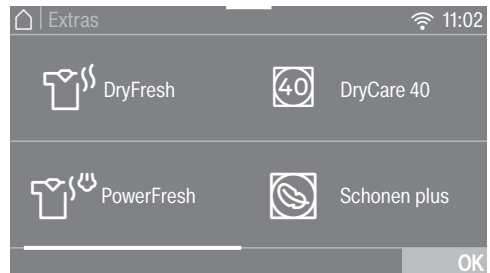 Extras 11:02
DryFresh
40 DryCare 40
PowerFresh
Schonen plus
OK